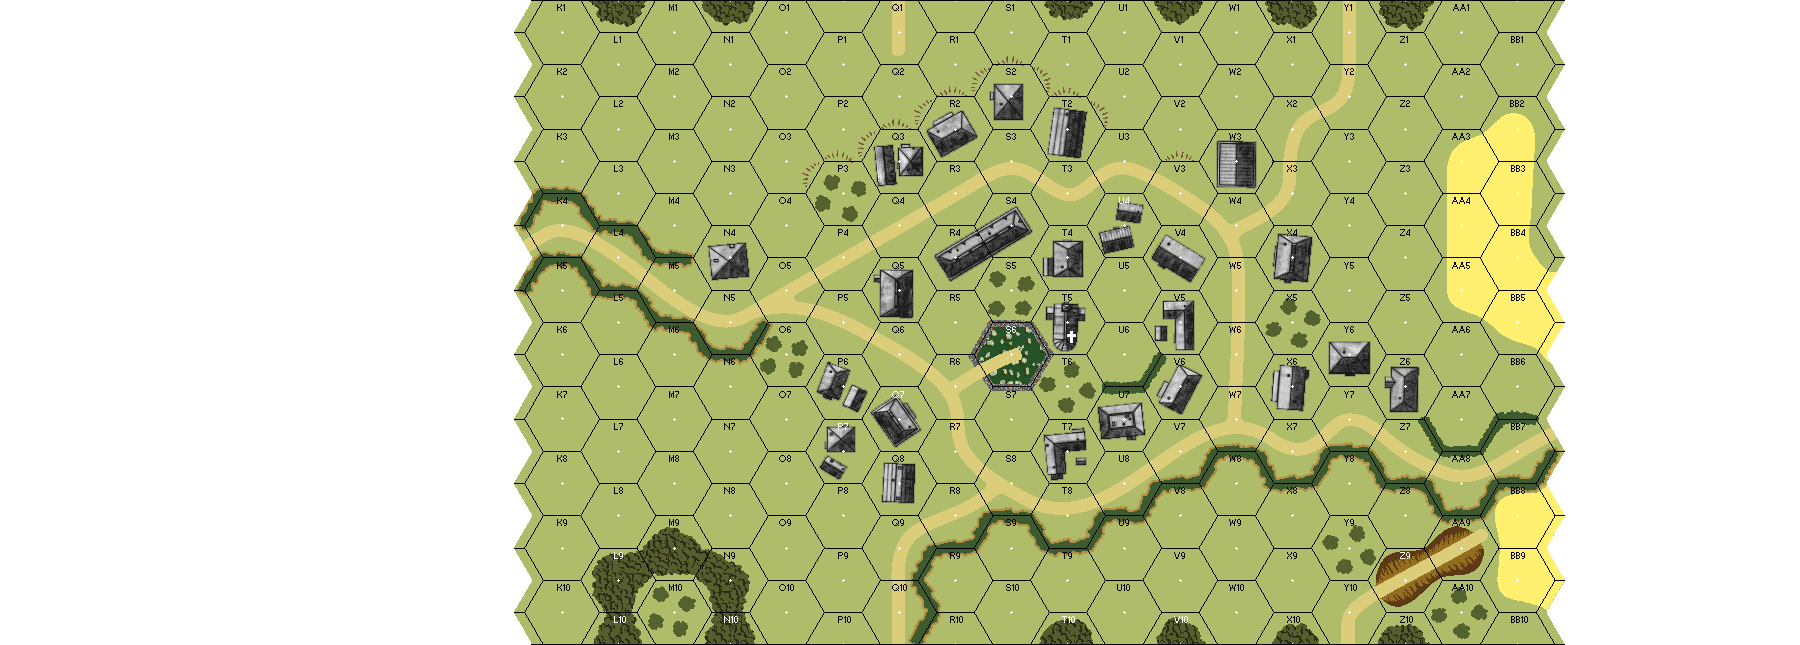 K1 M1 O1 Q1 S1 U1 W1 Y1 AA1
L1 N1 P1 R1 T1 V1 X1 Z1 BB1
K2 M2 O2 Q2 S2 U2 W2 Y2 AA2
L2 N2 P2 R2 T2 V2 X2 Z2 BB2
K3 M3 O3 Q3 S3 U3 W3 Y3 AA3
L3 N3 P3 R3 T3 V3 X3 Z3 BB3
K4 M4 O4 Q4 S4 U4 W4 Y4 AA4
L4 N4 P4 R4 T4 V4 X4 Z4 BB4
K5 M5 O5 Q5 S5 U5 W5 Y5 AA5
L5 N5 P5 R5 T5 V5 X5 Z5 BB5
K6 M6 O6 Q6 S6 U6 W6 Y6 AA6
L6 N6 P6 R6 T6 V6 X6 Z6 BB6
K7 M7 O7 Q7 S7 U7 W7 Y7 AA7
L7 N7 P7 R7 T7 V7 X7 Z7 BB7
K8 M8 O8 Q8 S8 U8 W8 Y8 AA8
L8 N8 P8 R8 T8 V8 X8 Z8 BB8
K9 M9 O9 Q9 S9 U9 W9 Y9 AA9
L9 N9 P9 R9 T9 V9 X9 Z9 BB9
K10 M10 O10 Q10 S10 U10 W10 Y10 AA10
L10 N10 P10 R10 T10 V10 X10 Z10 BB10